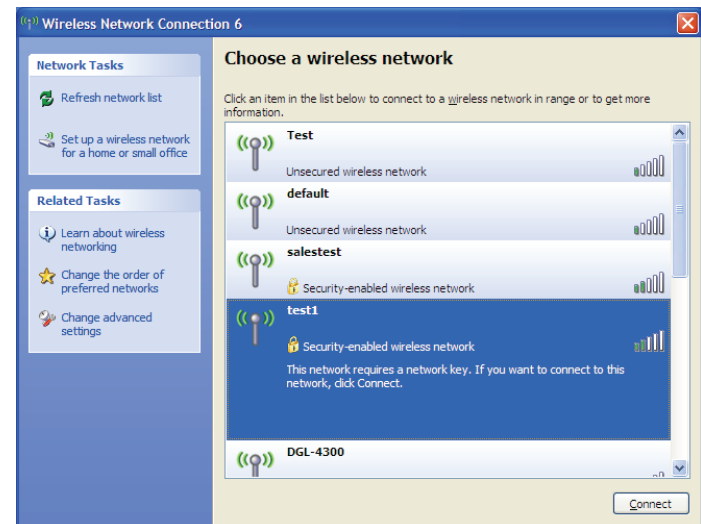 Wireless Network Connection 6
Network Tasks
Refresh network list
Set up a wireless network
for a home or small office
Related Tasks
Learn about wireless
networking
Change the order of
preferred networks
Change advanced
settings
Choose a wireless network
Click an item in the list below to connect to a wireless network in range or to get more
information.
Test
Unsecured wireless network
default
Unsecured wireless network
salestest
Security-enabled wireless network
test1
Security-enabled wireless network
This network requires a network key. If you want to connect to this
network, click Connect.
DGL-4300
Connect